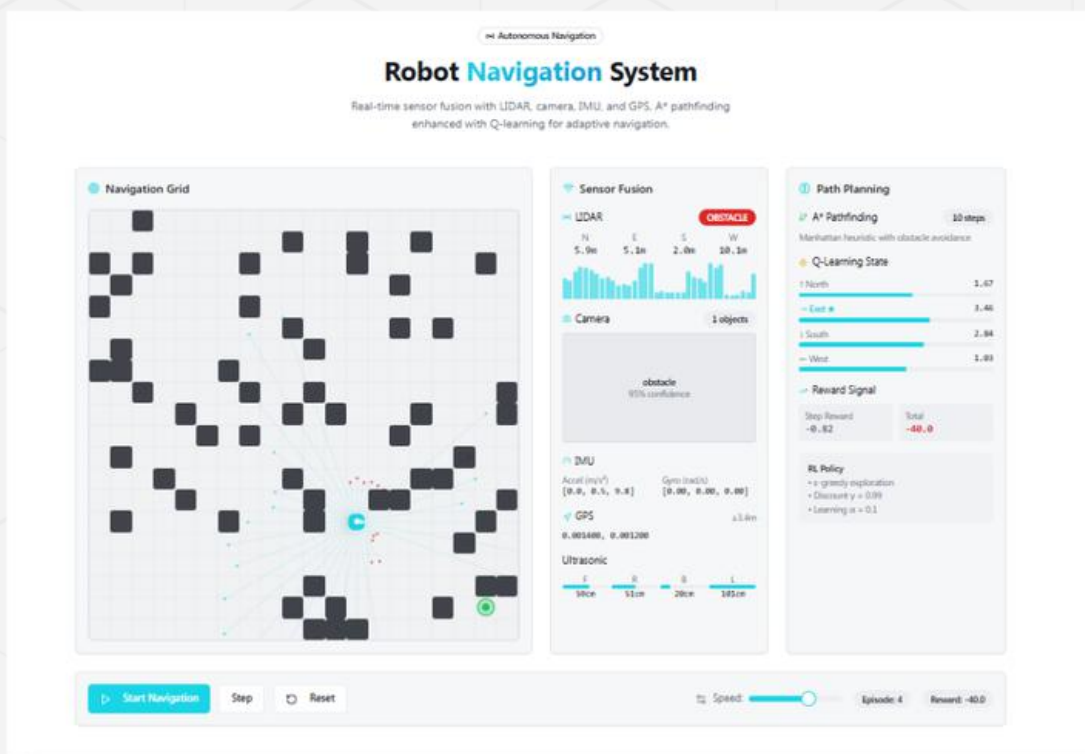 Autonomous Navigation
Robot Navigation System
Real-time sensor fusion with LIDAR, camera, IMU, and GPS. A* pathfinding
enhanced with Q-learning for adaptive navigation.
Navigation Grid
Sensor Fusion
LIDAR
OBSTACLE
N E S W
5.9m 5.1m 2.0m 10.1m
Camera
1 objects
obstacle
95% confidence
IMU
Accel (m/s²) Gyro (rad/s)
[0.0, 0.5, 9.8] [0.00, 0.00, 0.00]
GPS
±3.4m
0.001400, 0.001200
Ultrasonic
F R B L
51cm 20cm 101cm
Path Planning
A* Pathfinding
10 steps
Manhattan heuristic with obstacle avoidance
Q-Learning State
↑ North 1.67
→ East ★ 3.46
↓ South 2.84
← West 1.03
Reward Signal
Step Reward Total
-0.82 -40.0
RL Policy
• ε-greedy exploration
• Discount γ = 0.99
• Learning α = 0.1
Start Navigation
Step
Reset
Speed:
Episode: 4
Reward: -40.0